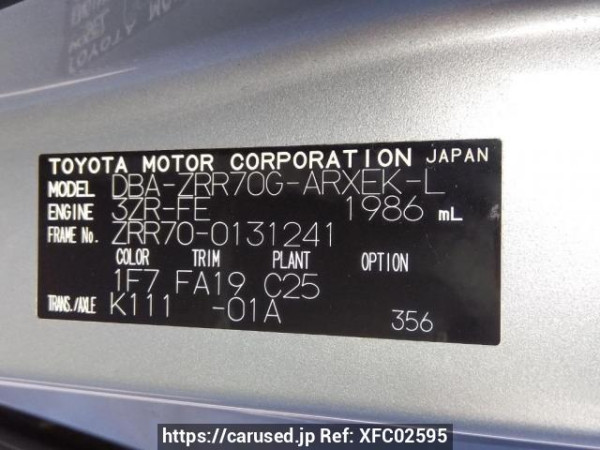 TOYOTA MOTOR CORPORATION JAPAN
MODEL DBA-ZRR70G-ARXEK-L
ENGINE 3ZR-FE 1986 mL
FRAME No. ZRR70-0131241
COLOR TRIM PLANT OPTION
1F7 FA19 C25
TRANS./AXLE K111 -01A
356
https://carused.jp Ref: XFC02595